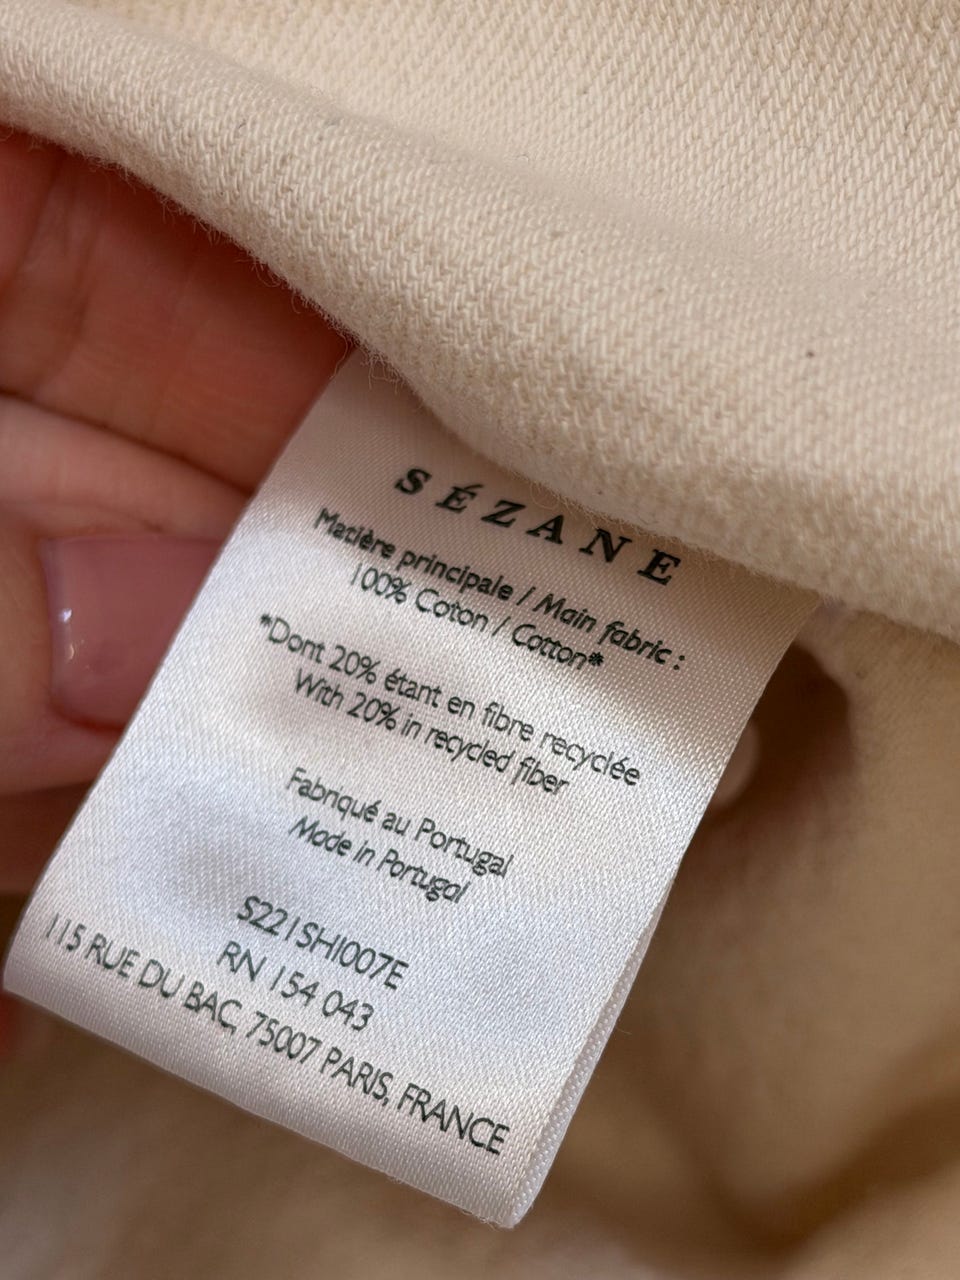 SÉZANE
Matière principale / Main fabric :
100% Coton / Cotton*
*Dont 20% étant en fibre recyclée
With 20% in recycled fiber
Fabriqué au Portugal
Made in Portugal
S221SHI007E
RN 154 043
115 RUE DU BAC, 75007 PARIS, FRANCE